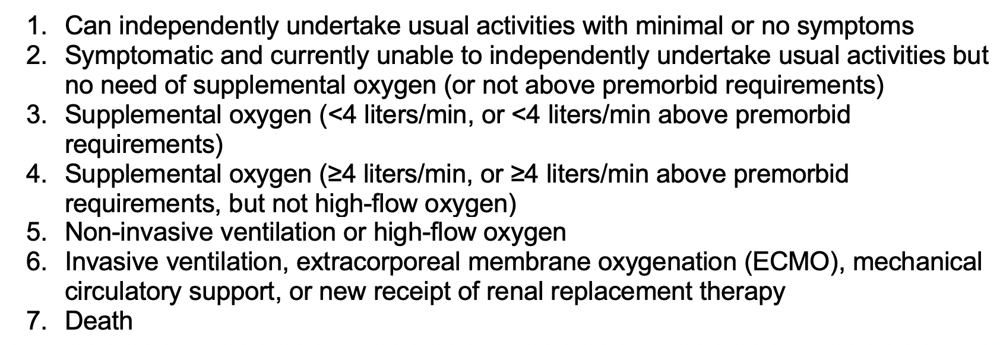 1. Can independently undertake usual activities with minimal or no symptoms
2. Symptomatic and currently unable to independently undertake usual activities but
no need of supplemental oxygen (or not above premorbid requirements)
3. Supplemental oxygen (<4 liters/min, or <4 liters/min above premorbid
requirements)
4. Supplemental oxygen (≥4 liters/min, or ≥4 liters/min above premorbid
requirements, but not high-flow oxygen)
5. Non-invasive ventilation or high-flow oxygen
6. Invasive ventilation, extracorporeal membrane oxygenation (ECMO), mechanical
circulatory support, or new receipt of renal replacement therapy
7. Death